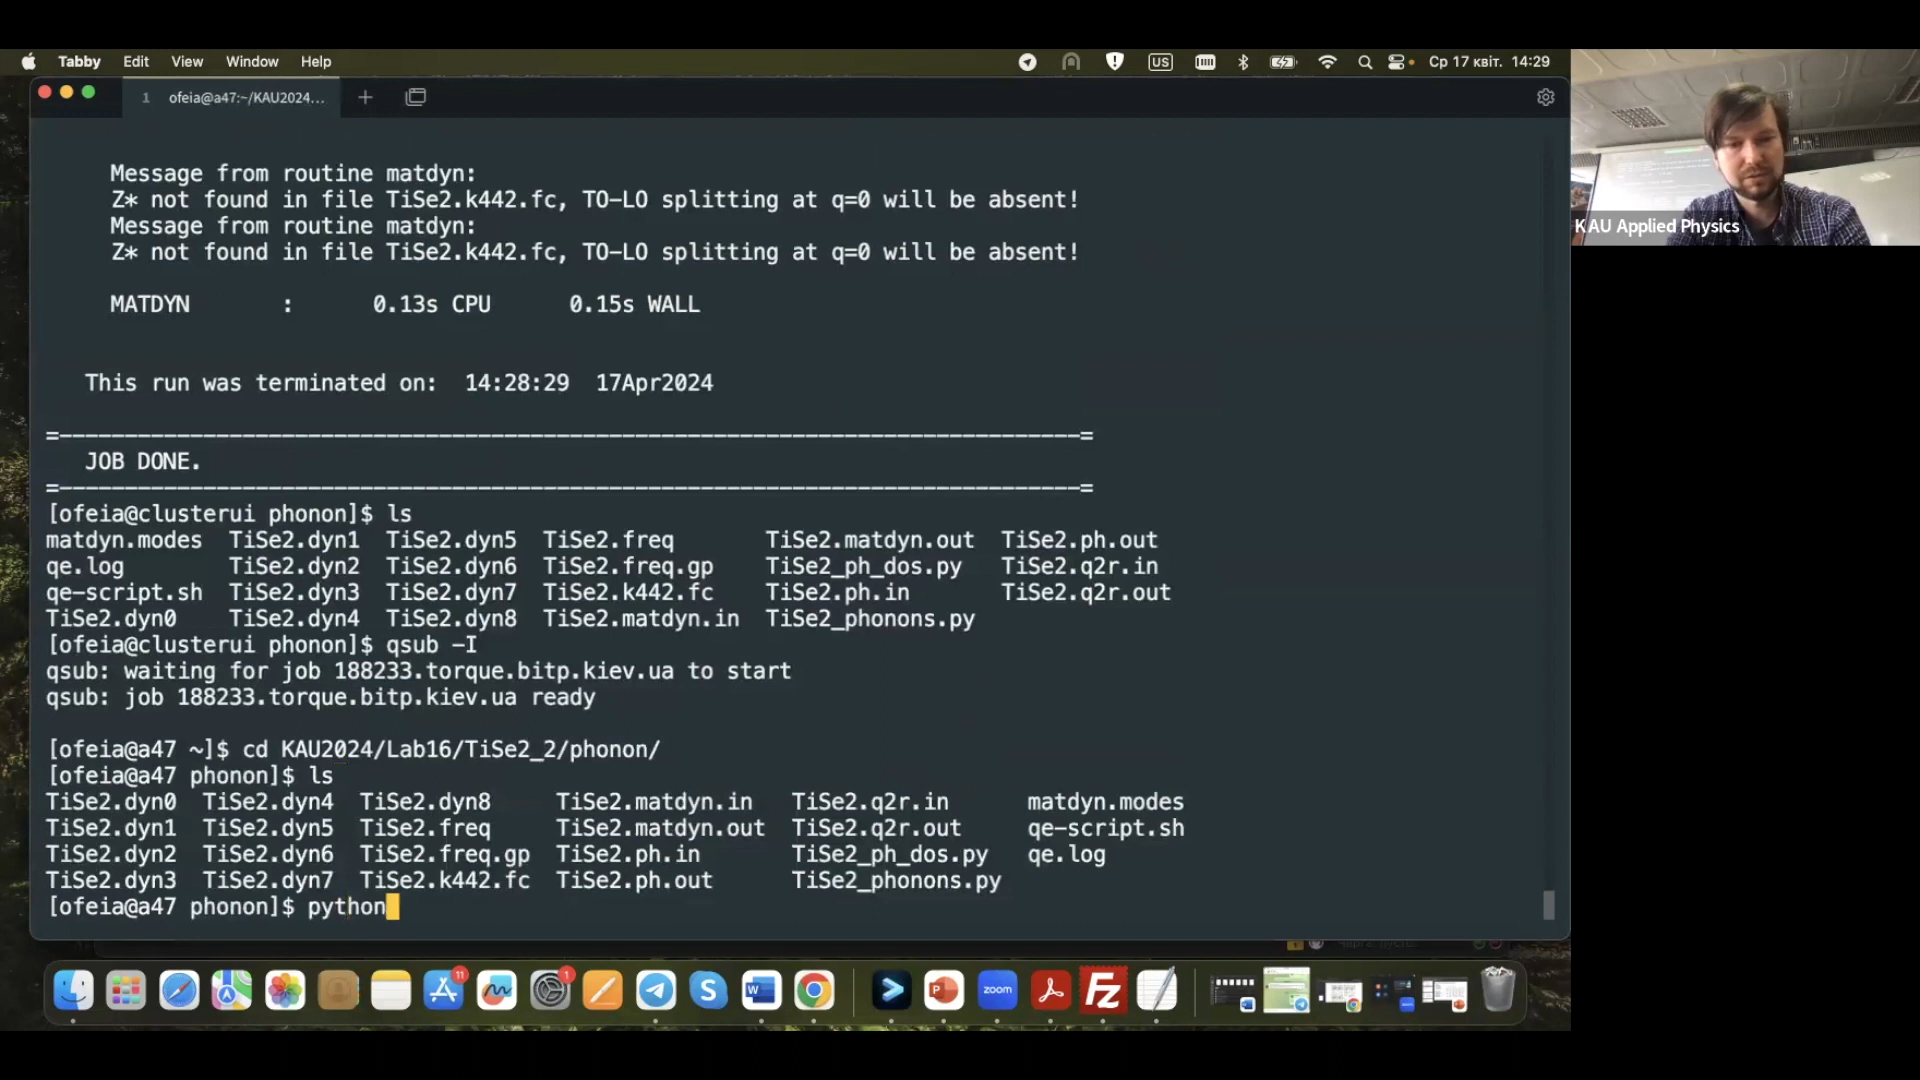 Tabby Edit View Window Help
US
Ср 17 квіт. 14:29
1 ofeia@a47:~/KAU2024...
KAU Applied Physics
Message from routine matdyn:
Z* not found in file TiSe2.k442.fc, TO-LO splitting at q=0 will be absent!
Message from routine matdyn:
Z* not found in file TiSe2.k442.fc, TO-LO splitting at q=0 will be absent!
MATDYN : 0.13s CPU 0.15s WALL
This run was terminated on: 14:28:29 17Apr2024
=------------------------------------------------------------------------------=
JOB DONE.
=------------------------------------------------------------------------------=
[ofeia@clusterui phonon]$ ls
matdyn.modes TiSe2.dyn1 TiSe2.dyn5 TiSe2.freq TiSe2.matdyn.out TiSe2.ph.out
qe.log TiSe2.dyn2 TiSe2.dyn6 TiSe2.freq.gp TiSe2_ph_dos.py TiSe2.q2r.in
qe-script.sh TiSe2.dyn3 TiSe2.dyn7 TiSe2.k442.fc TiSe2.ph.in TiSe2.q2r.out
TiSe2.dyn0 TiSe2.dyn4 TiSe2.dyn8 TiSe2.matdyn.in TiSe2_phonons.py
[ofeia@clusterui phonon]$ qsub -I
qsub: waiting for job 188233.torque.bitp.kiev.ua to start
qsub: job 188233.torque.bitp.kiev.ua ready
[ofeia@a47 ~]$ cd KAU2024/Lab16/TiSe2_2/phonon/
[ofeia@a47 phonon]$ ls
TiSe2.dyn0 TiSe2.dyn4 TiSe2.dyn8 TiSe2.matdyn.in TiSe2.q2r.in matdyn.modes
TiSe2.dyn1 TiSe2.dyn5 TiSe2.freq TiSe2.matdyn.out TiSe2.q2r.out qe-script.sh
TiSe2.dyn2 TiSe2.dyn6 TiSe2.freq.gp TiSe2.ph.in TiSe2_ph_dos.py qe.log
TiSe2.dyn3 TiSe2.dyn7 TiSe2.k442.fc TiSe2.ph.out TiSe2_phonons.py
[ofeia@a47 phonon]$ python
11
1
W
P
zoom
Fz